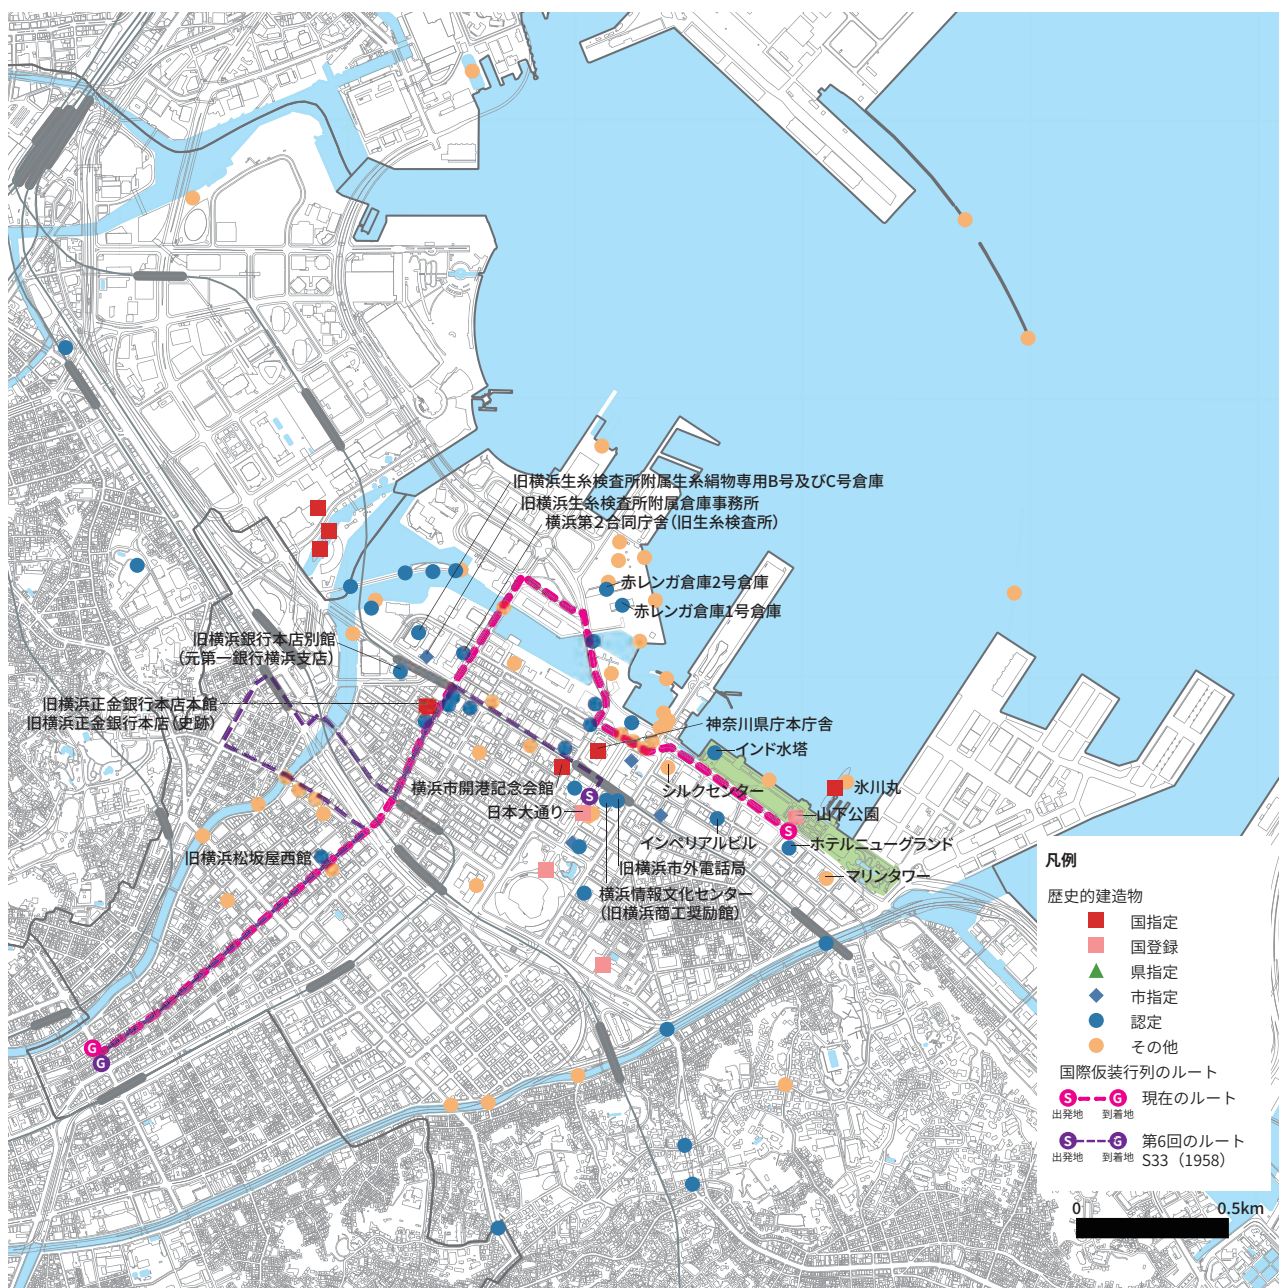 旧横浜生糸検査所附属生糸絹物専用B号及びC号倉庫
旧横浜生糸検査所附属倉庫事務所
横浜第2合同庁舎(旧生糸検査所)
赤レンガ倉庫2号倉庫
赤レンガ倉庫1号倉庫
旧横浜銀行本店別館
(元第一銀行横浜支店)
旧横浜正金銀行本店本館
旧横浜正金銀行本店(史跡)
神奈川県庁本庁舎
インド水塔
横浜市開港記念会館
シルクセンター
氷川丸
S
日本大通り
山下公園
S
インペリアルビル
ホテルニューグランド
旧横浜松坂屋西館
旧横浜市外電話局
マリンタワー
横浜情報文化センター
(旧横浜商工奨励館)
G
G
凡例
歴史的建造物
国指定
国登録
県指定
市指定
認定
その他
国際仮装行列のルート
S G 現在のルート
出発地 到着地
S G 第6回のルート
出発地 到着地 S33(1958)
0 0.5km